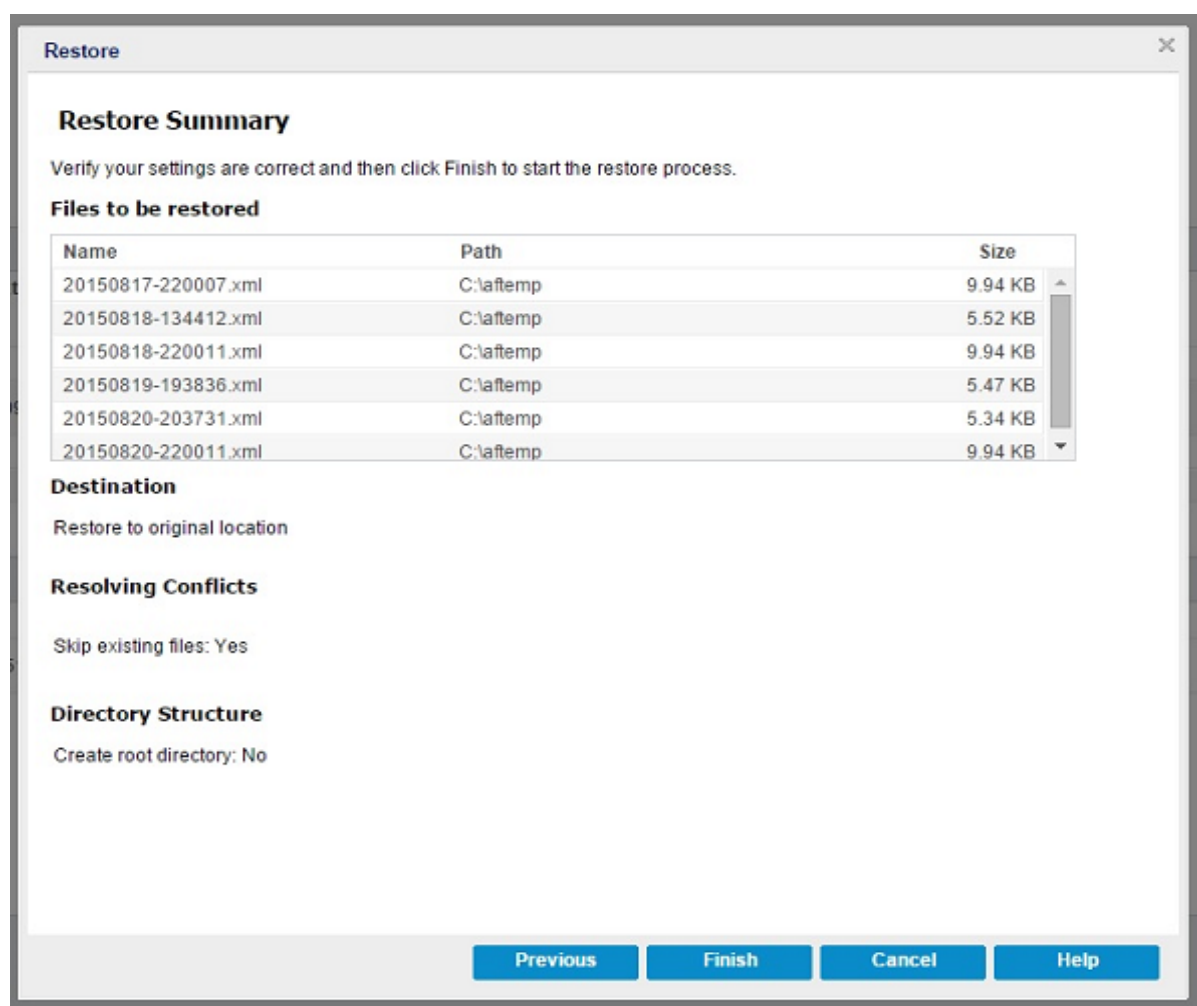 Restore
Restore Summary
Verify your settings are correct and then click Finish to start the restore process.
Files to be restored
Name Path Size
20150817-220007.xml C:\aftemp 9.94 KB
20150818-134412.xml C:\aftemp 5.52 KB
20150818-220011.xml C:\aftemp 9.94 KB
20150819-193836.xml C:\aftemp 5.47 KB
20150820-203731.xml C:\aftemp 5.34 KB
20150820-220011.xml C:\aftemp 9.94 KB
Destination
Restore to original location
Resolving Conflicts
Skip existing files: Yes
Directory Structure
Create root directory: No
Previous Finish Cancel Help